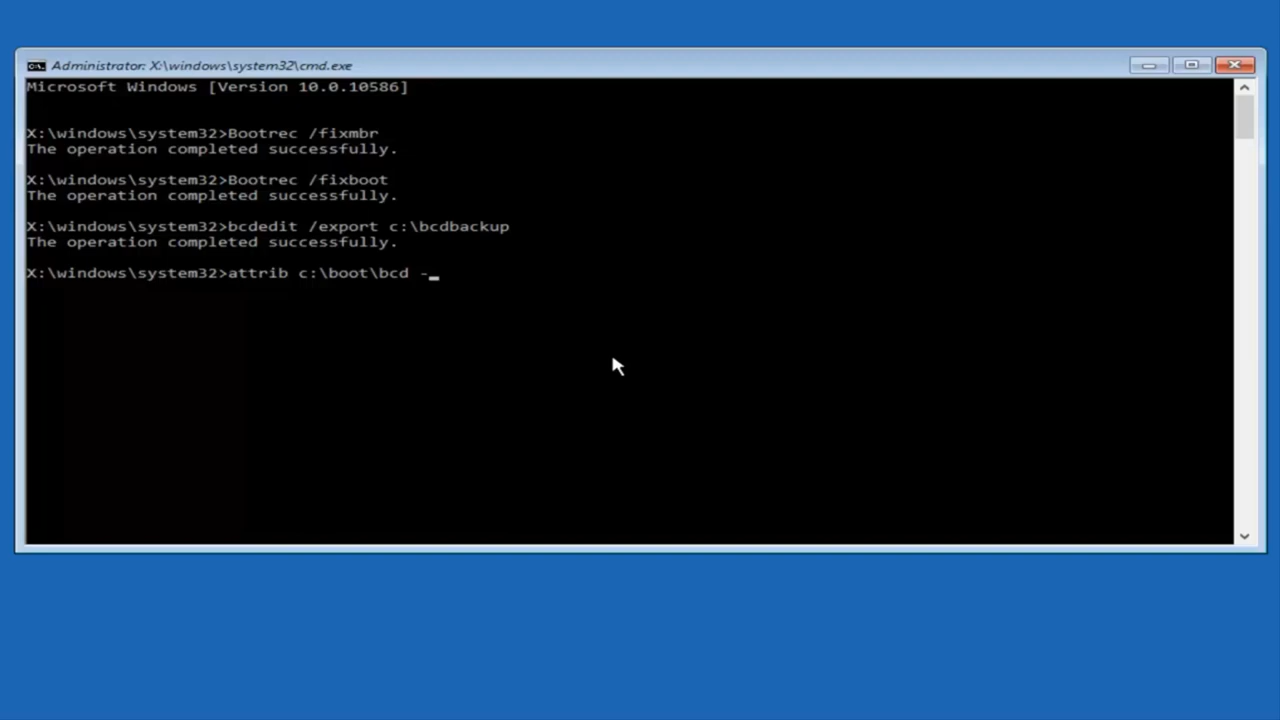 Administrator: X:\windows\system32\cmd.exe
Microsoft Windows [Version 10.0.10586]
X:\windows\system32>Bootrec /fixmbr
The operation completed successfully.
X:\windows\system32>Bootrec /fixboot
The operation completed successfully.
X:\windows\system32>bcdedit /export c:\bcdbackup
The operation completed successfully.
X:\windows\system32>attrib c:\boot\bcd -_